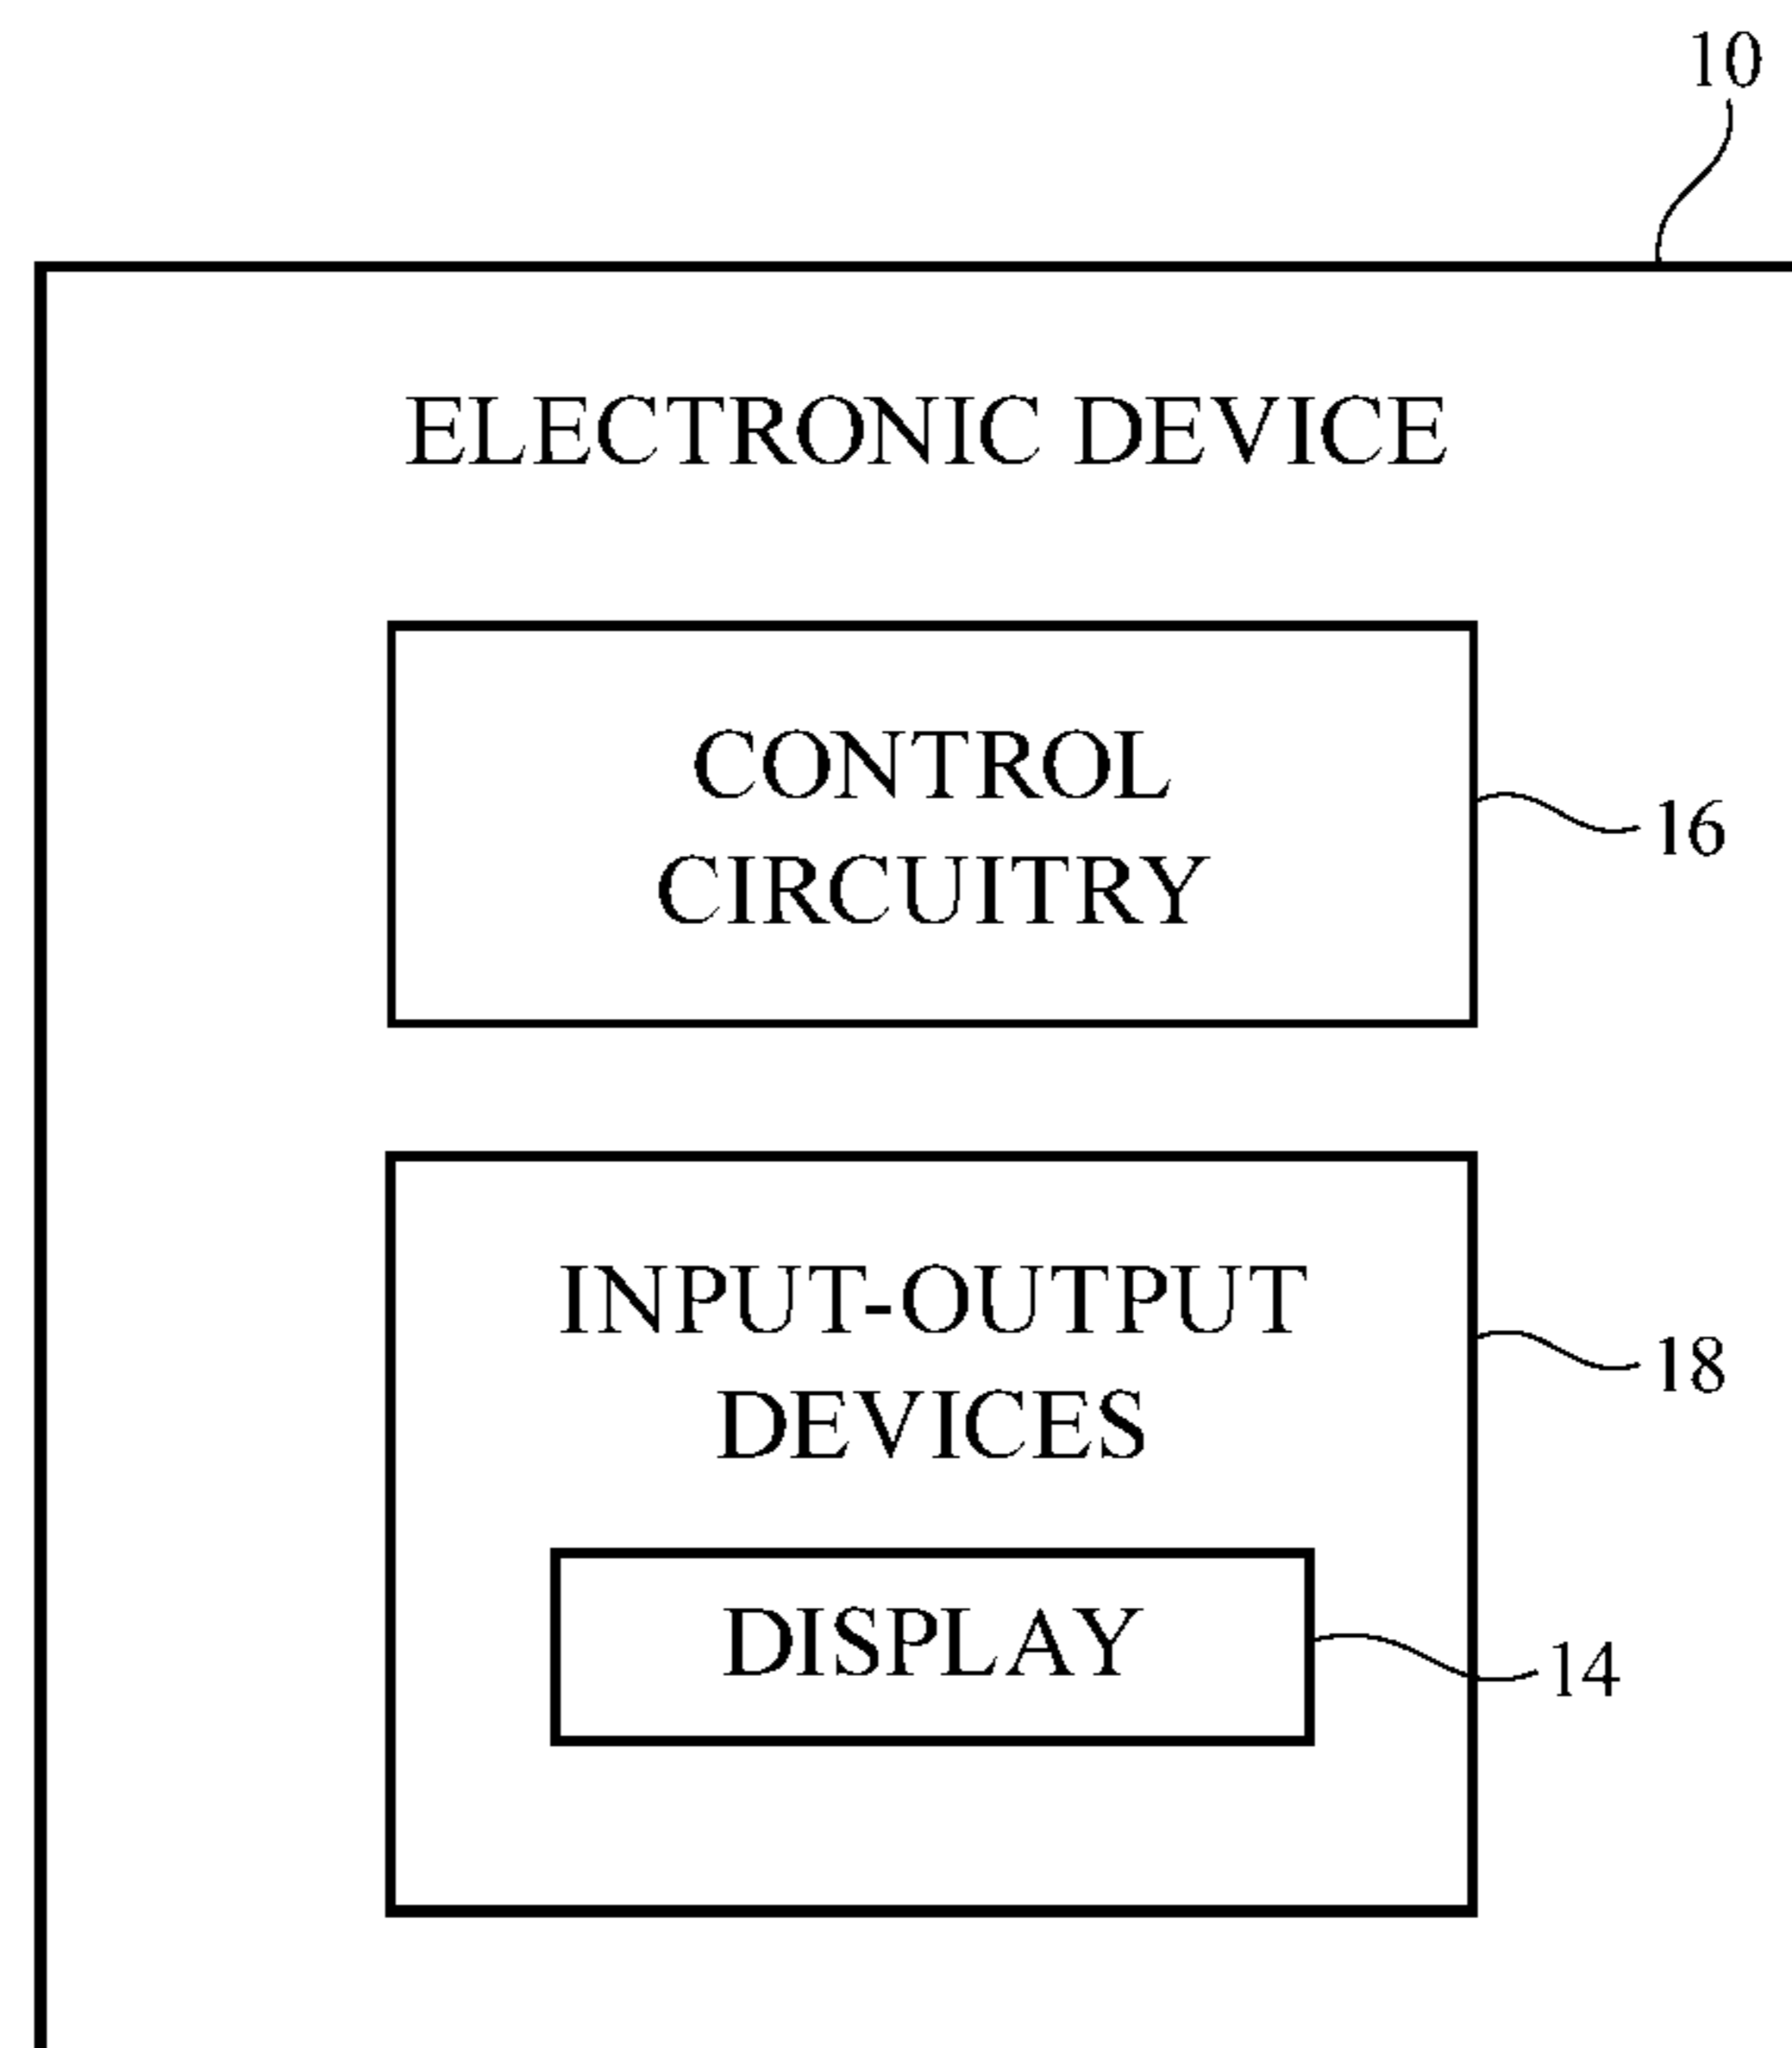 10
ELECTRONIC DEVICE
CONTROL
CIRCUITRY
16
INPUT-OUTPUT
DEVICES
18
DISPLAY
14